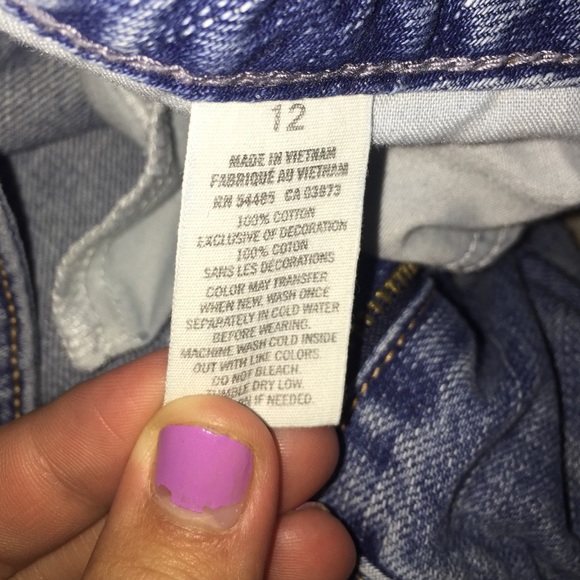 12
MADE IN VIETNAM
FABRIQUÉ AU VIETNAM
RN 54485 CA 03873
100% COTTON
EXCLUSIVE OF DECORATION
100% COTON
SANS LES DÉCORATIONS
COLOR MAY TRANSFER
WHEN NEW. WASH ONCE
SEPARATELY IN COLD WATER
BEFORE WEARING.
MACHINE WASH COLD INSIDE
OUT WITH LIKE COLORS.
DO NOT BLEACH.
TUMBLE DRY LOW.
IF NEEDED.